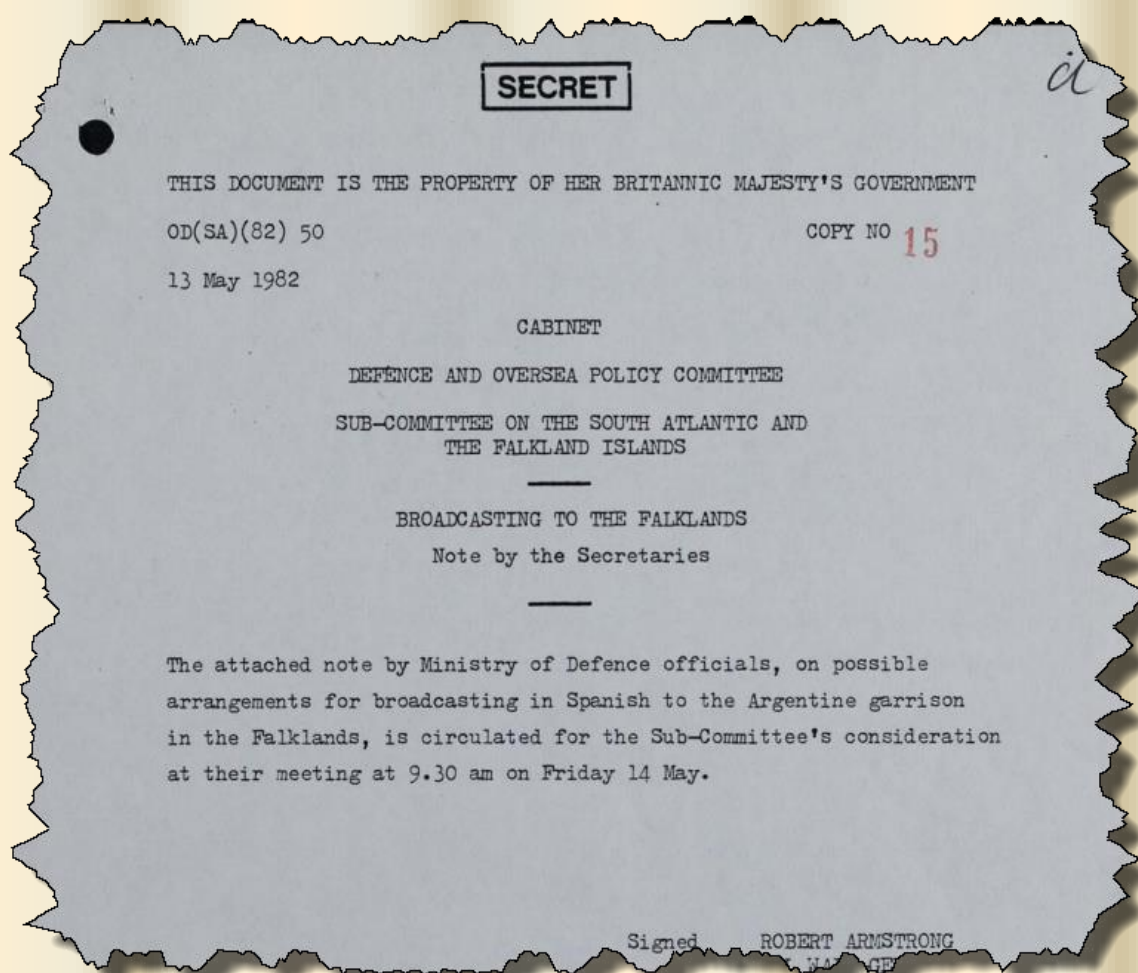 SECRET
THIS DOCUMENT IS THE PROPERTY OF HER BRITANNIC MAJESTY'S GOVERNMENT
OD(SA)(82) 50 COPY NO 15
13 May 1982
CABINET
DEFENCE AND OVERSEA POLICY COMMITTEE
SUB-COMMITTEE ON THE SOUTH ATLANTIC AND
THE FALKLAND ISLANDS
BROADCASTING TO THE FALKLANDS
Note by the Secretaries
The attached note by Ministry of Defence officials, on possible
arrangements for broadcasting in Spanish to the Argentine garrison
in the Falklands, is circulated for the Sub-Committee's consideration
at their meeting at 9.30 am on Friday 14 May.
Signed ROBERT ARMSTRONG